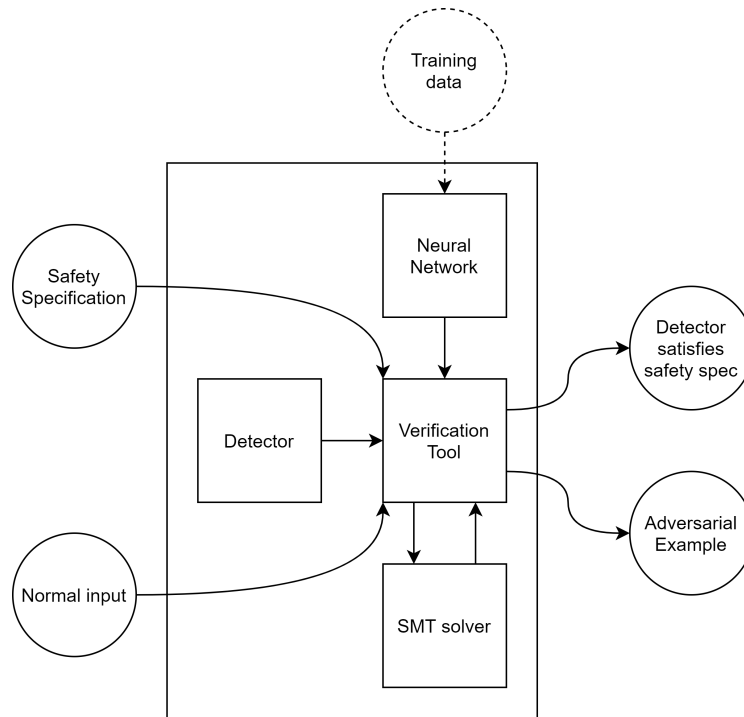 Training
data
Neural
Network
Safety
Specification
Detector
satisfies
safety spec
Detector
Verification
Tool
Adversarial
Example
Normal input
SMT solver